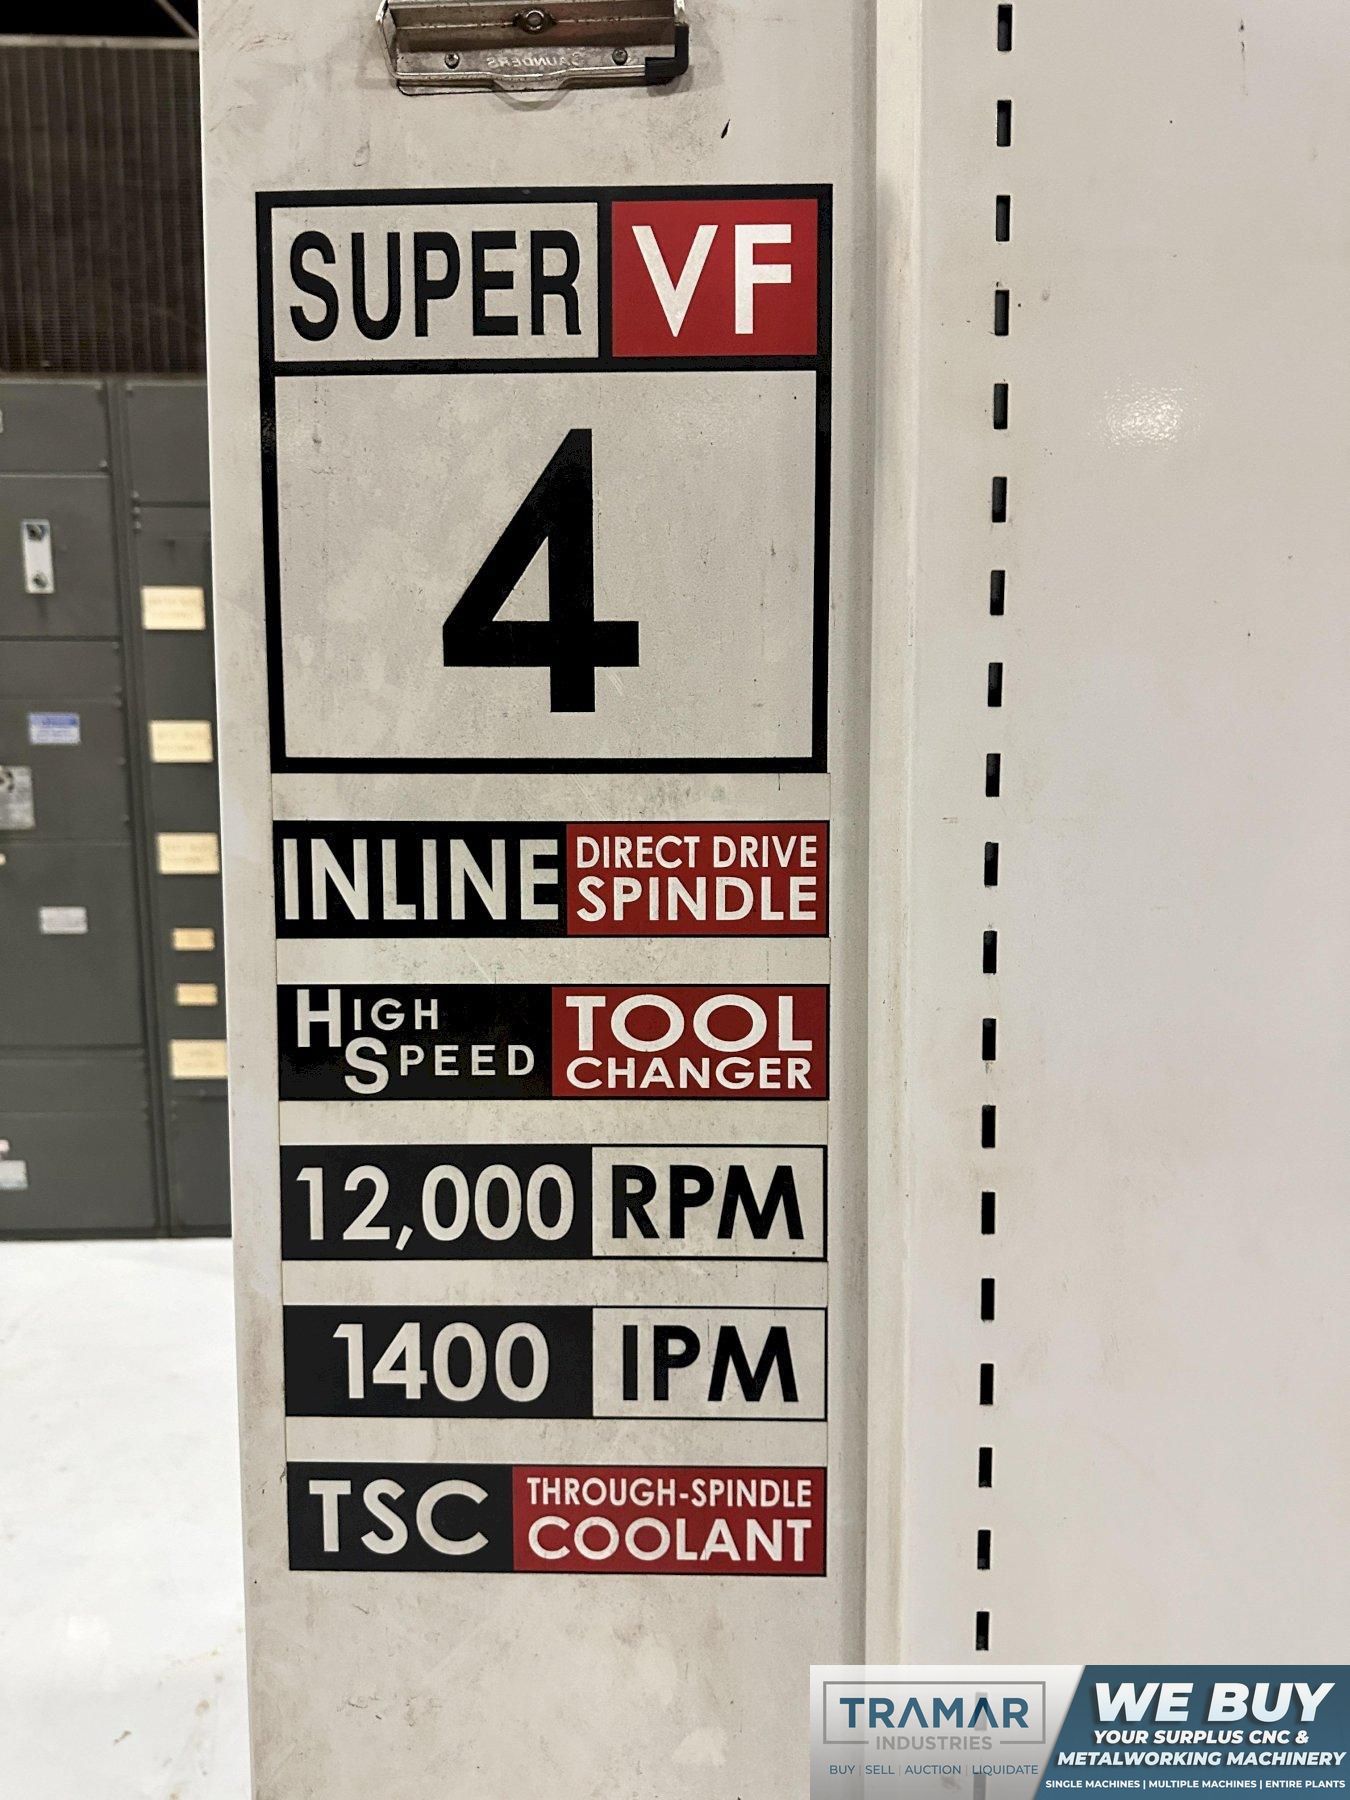 SAUNDERS
SUPER VF
4
INLINE DIRECT DRIVE SPINDLE
HIGH SPEED TOOL CHANGER
12,000 RPM
1400 IPM
TSC THROUGH-SPINDLE COOLANT
TRAMAR
INDUSTRIES
BUY | SELL | AUCTION | LIQUIDATE
WE BUY
YOUR SURPLUS CNC &
METALWORKING MACHINERY
SINGLE MACHINES | MULTIPLE MACHINES | ENTIRE PLANTS